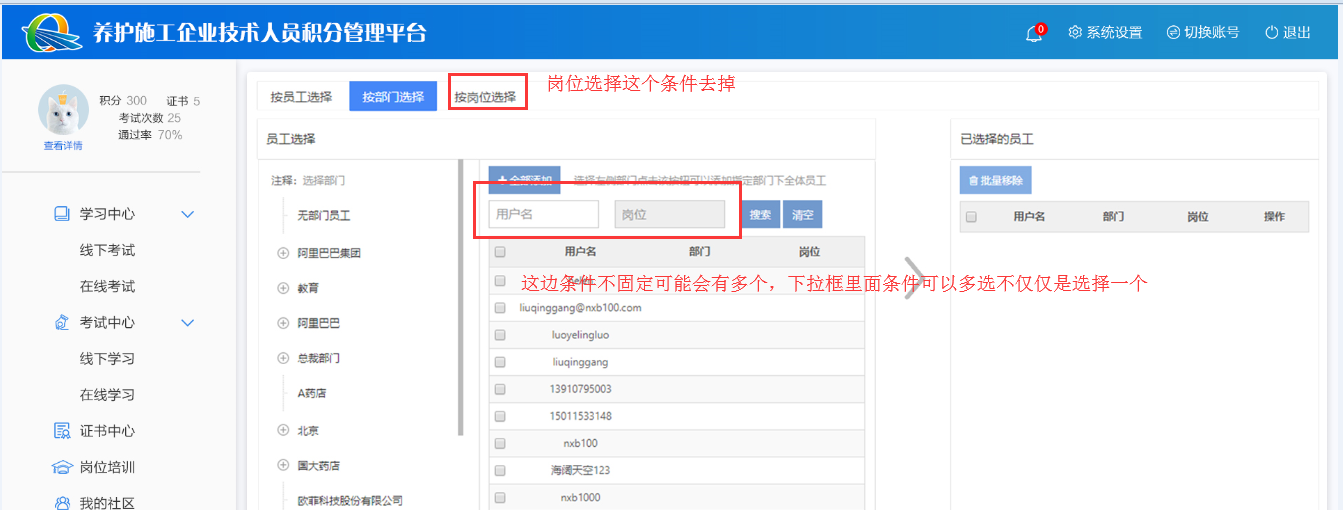 养护施工企业技术人员积分管理平台
0
系统设置
切换账号
退出
积分 300 证书 5
考试次数 25
通过率 70%
查看详情
学习中心
线下考试
在线考试
考试中心
线下学习
在线学习
证书中心
岗位培训
我的社区
按员工选择
按部门选择
按岗位选择
岗位选择这个条件去掉
员工选择
注释：选择部门
无部门员工
阿里巴巴集团
教育
阿里巴巴
总裁部门
A药店
北京
国大药店
欧菲科技股份有限公司
全部添加
选择左侧部门点击该按钮可以添加指定部门下全体员工
用户名
岗位
搜索
清空
用户名 部门 岗位
这边条件不固定可能会有多个，下拉框里面条件可以多选不仅仅是选择一个
liuqinggang@nxb100.com
luoyelingluo
liuqinggang
13910795003
15011533148
nxb100
海阔天空123
nxb1000
已选择的员工
批量移除
用户名 部门 岗位 操作